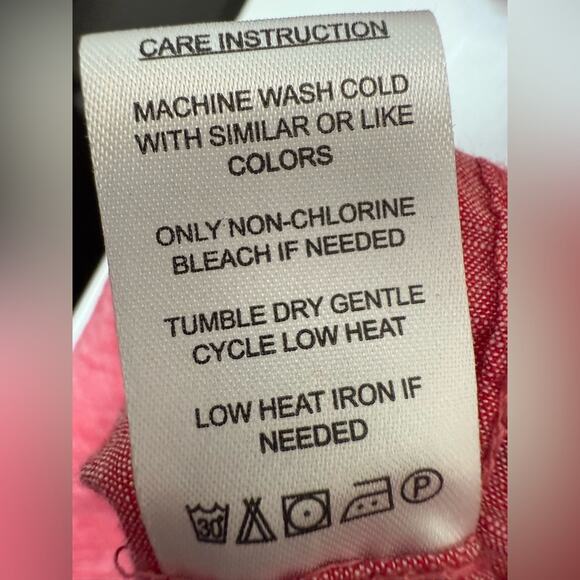 CARE INSTRUCTION
MACHINE WASH COLD
WITH SIMILAR OR LIKE
COLORS
ONLY NON-CHLORINE
BLEACH IF NEEDED
TUMBLE DRY GENTLE
CYCLE LOW HEAT
LOW HEAT IRON IF
NEEDED
30° P